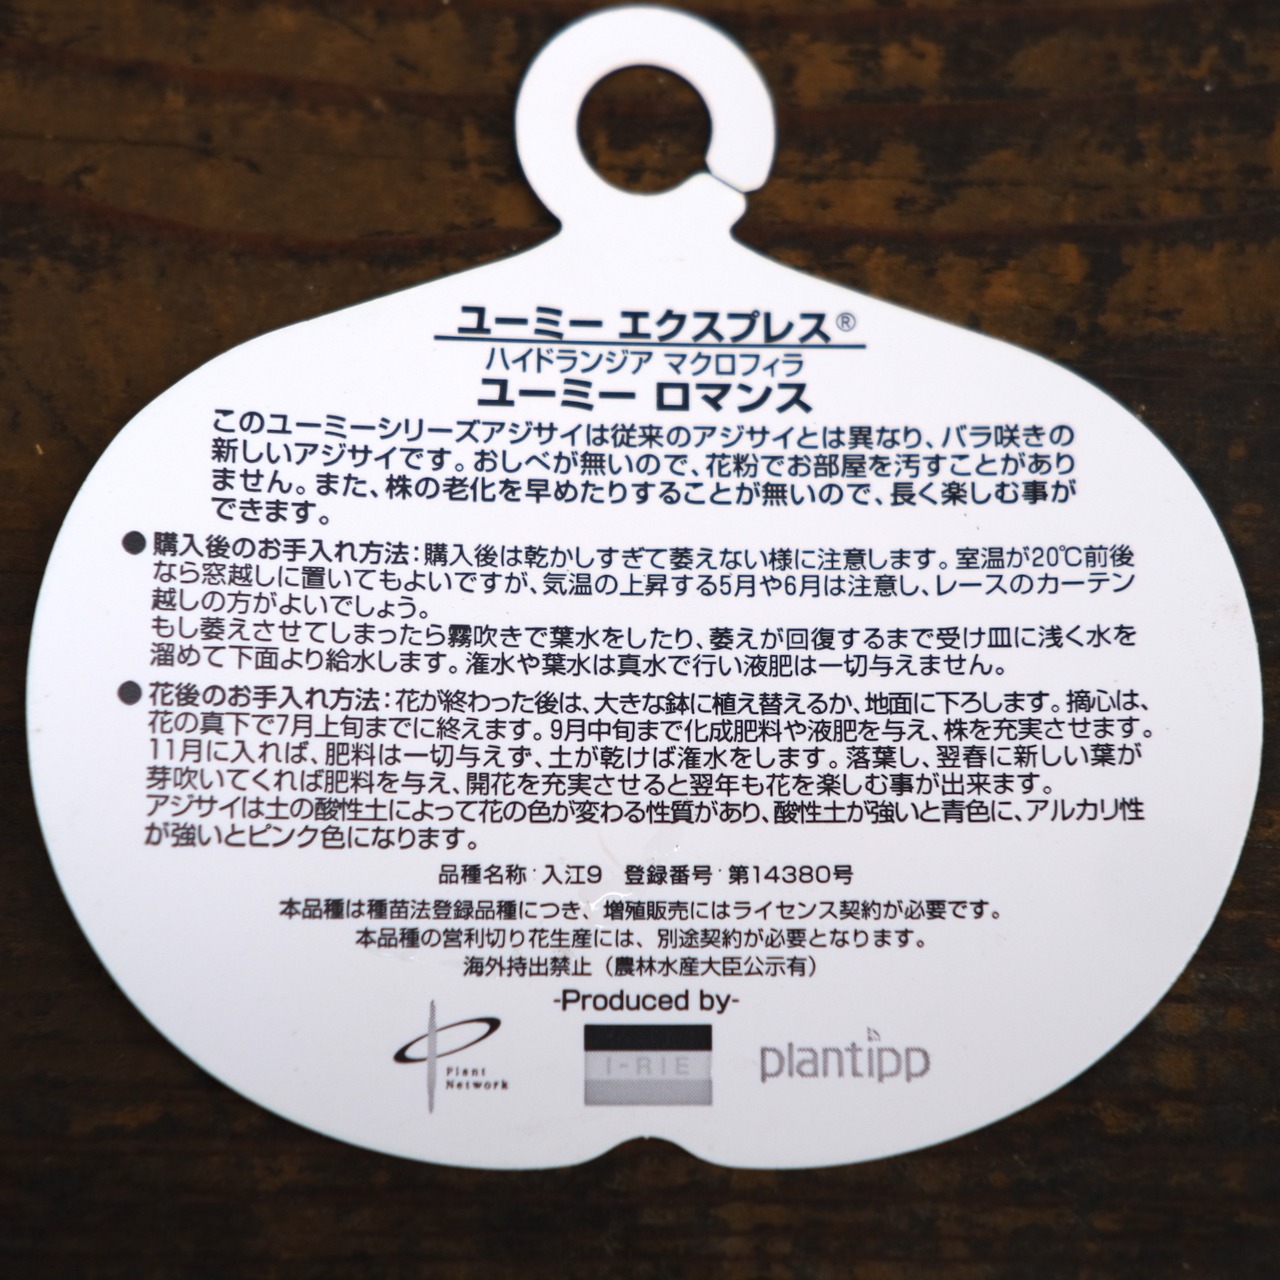 ユーミー エクスプレス®
ハイドランジア マクロフィラ
ユーミー ロマンス
このユーミーシリーズアジサイは従来のアジサイとは異なり、バラ咲きの
新しいアジサイです。おしべが無いので、花粉でお部屋を汚すことがあり
ません。また、株の老化を早めたりすることが無いので、長く楽しむ事が
できます。
●購入後のお手入れ方法：購入後は乾かしすぎて萎えない様に注意します。室温が20℃前後
なら窓越しに置いてもよいですが、気温の上昇する5月や6月は注意し、レースのカーテン
越しの方がよいでしょう。
もし萎えさせてしまったら霧吹きで葉水をしたり、萎えが回復するまで受け皿に浅く水を
溜めて下面より給水します。潅水や葉水は真水で行い液肥は一切与えません。
●花後のお手入れ方法：花が終わった後は、大きな鉢に植え替えるか、地面に下ろします。摘心は、
花の真下で7月上旬までに終えます。9月中旬まで化成肥料や液肥を与え、株を充実させます。
11月に入れば、肥料は一切与えず、土が乾けば潅水をします。落葉し、翌春に新しい葉が
芽吹いてくれば肥料を与え、開花を充実させると翌年も花を楽しむ事が出来ます。
アジサイは土の酸性土によって花の色が変わる性質があり、酸性土が強いと青色に、アルカリ性
が強いとピンク色になります。
品種名称：入江9　登録番号：第14380号
本品種は種苗法登録品種につき、増殖販売にはライセンス契約が必要です。
本品種の営利切り花生産には、別途契約が必要となります。
海外持出禁止（農林水産大臣公示有）
-Produced by-
Plant
Network
I-RIE
plantipp